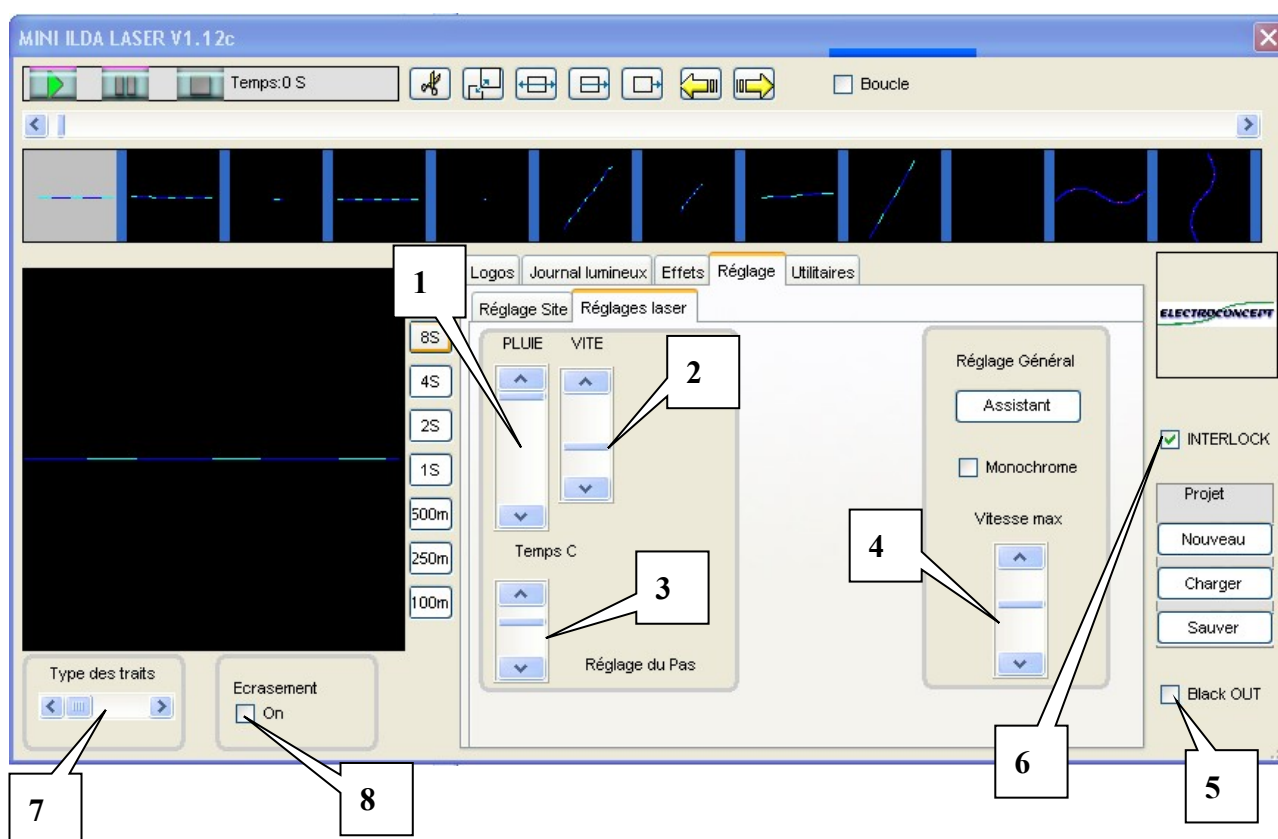 MINI ILDA LASER V1.12c
Temps:0 S
Boucle
1
Logos
Journal lumineux
Effets
Réglage
Utilitaires
Réglage Site
Réglages laser
ELECTROCONCEPT
8S
PLUIE
VITE
2
Réglage Général
4S
Assistant
2S
INTERLOCK
1S
Monochrome
Projet
500m
Vitesse max
Nouveau
250m
Temps C
4
Charger
100m
3
Sauver
Type des traits
Réglage du Pas
Ecrasement
On
Black OUT
6
7
8
5